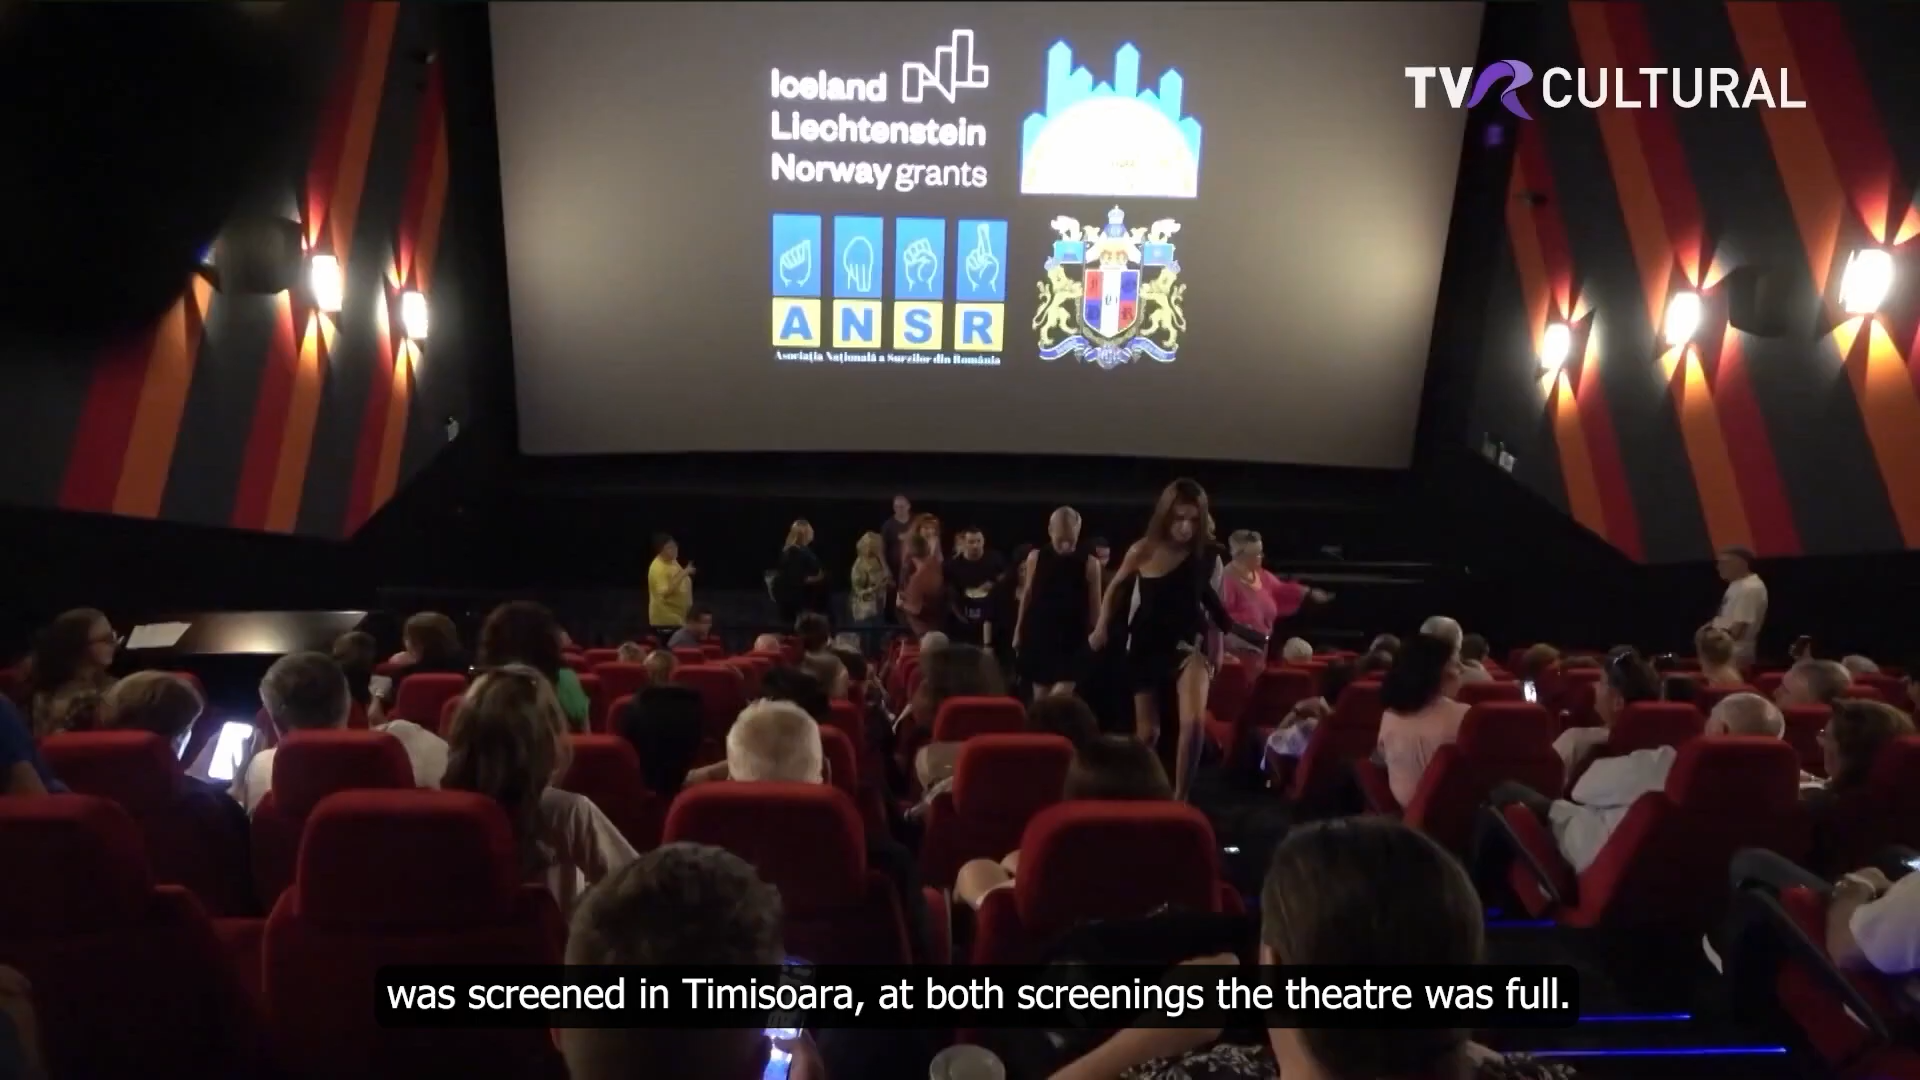 TVR CULTURAL
Iceland
Liechtenstein
Norway grants
A N S R
Asociația Națională a Surzilor din România
was screened in Timisoara, at both screenings the theatre was full.